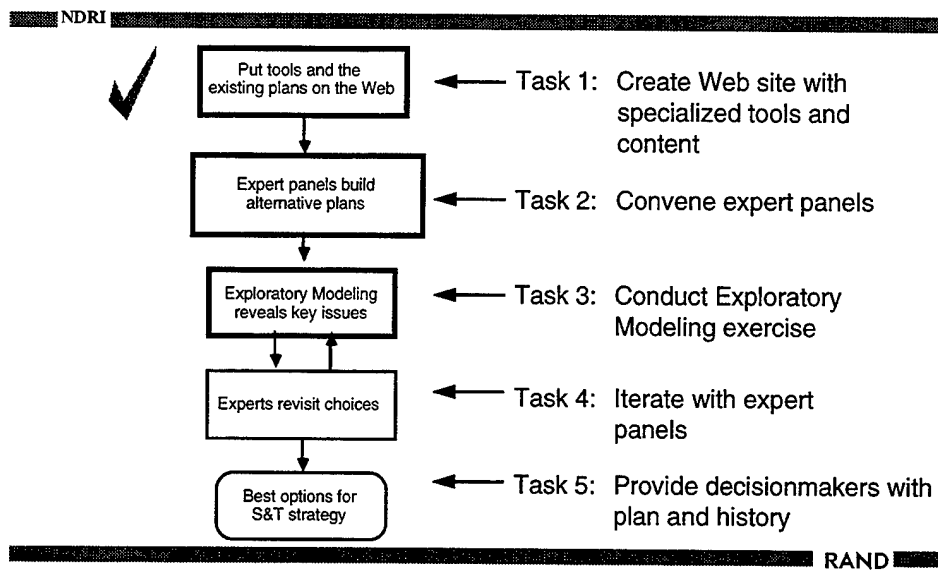 NDRI
Put tools and the
existing plans on the Web
Task 1: Create Web site with
specialized tools and
content
Expert panels build
alternative plans
Task 2: Convene expert panels
Exploratory Modeling
reveals key issues
Task 3: Conduct Exploratory
Modeling exercise
Experts revisit choices
Task 4: Iterate with expert
panels
Best options for
S&T strategy
Task 5: Provide decisionmakers with
plan and history
RAND